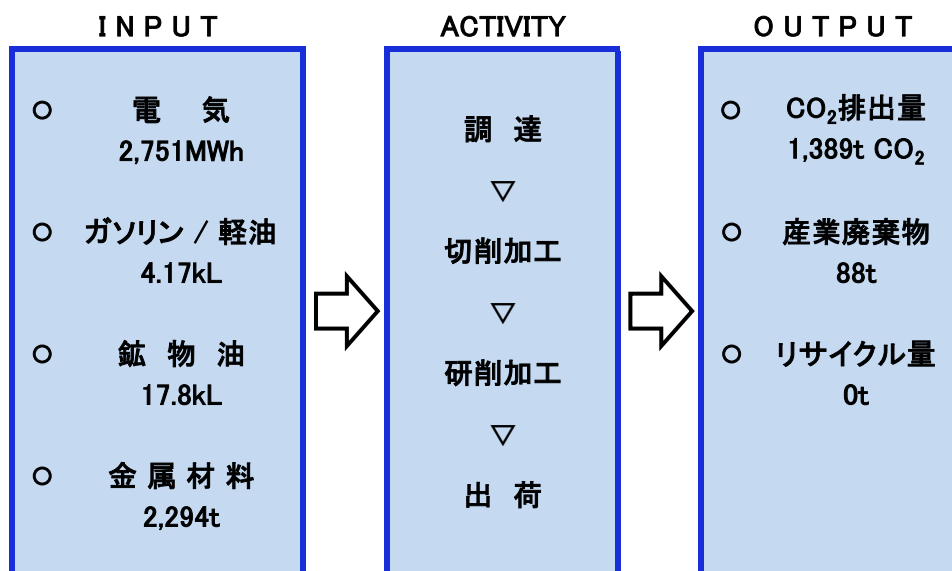 INPUT
○ 電 気
2,751MWh
○ ガソリン / 軽油
4.17kL
○ 鉱 物 油
17.8kL
○ 金 属 材 料
2,294t
ACTIVITY
調 達
▽
切削加工
▽
研削加工
▽
出 荷
OUTPUT
○ CO₂排出量
1,389t CO₂
○ 産業廃棄物
88t
○ リサイクル量
0t